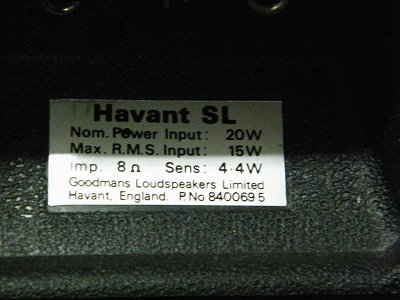 Havant SL
Nom. Power Input: 20W
Max. R.M.S. Input: 15W
Imp. 8Ω Sens: 4.4W
Goodmans Loudspeakers Limited
Havant, England. P.No 8400695